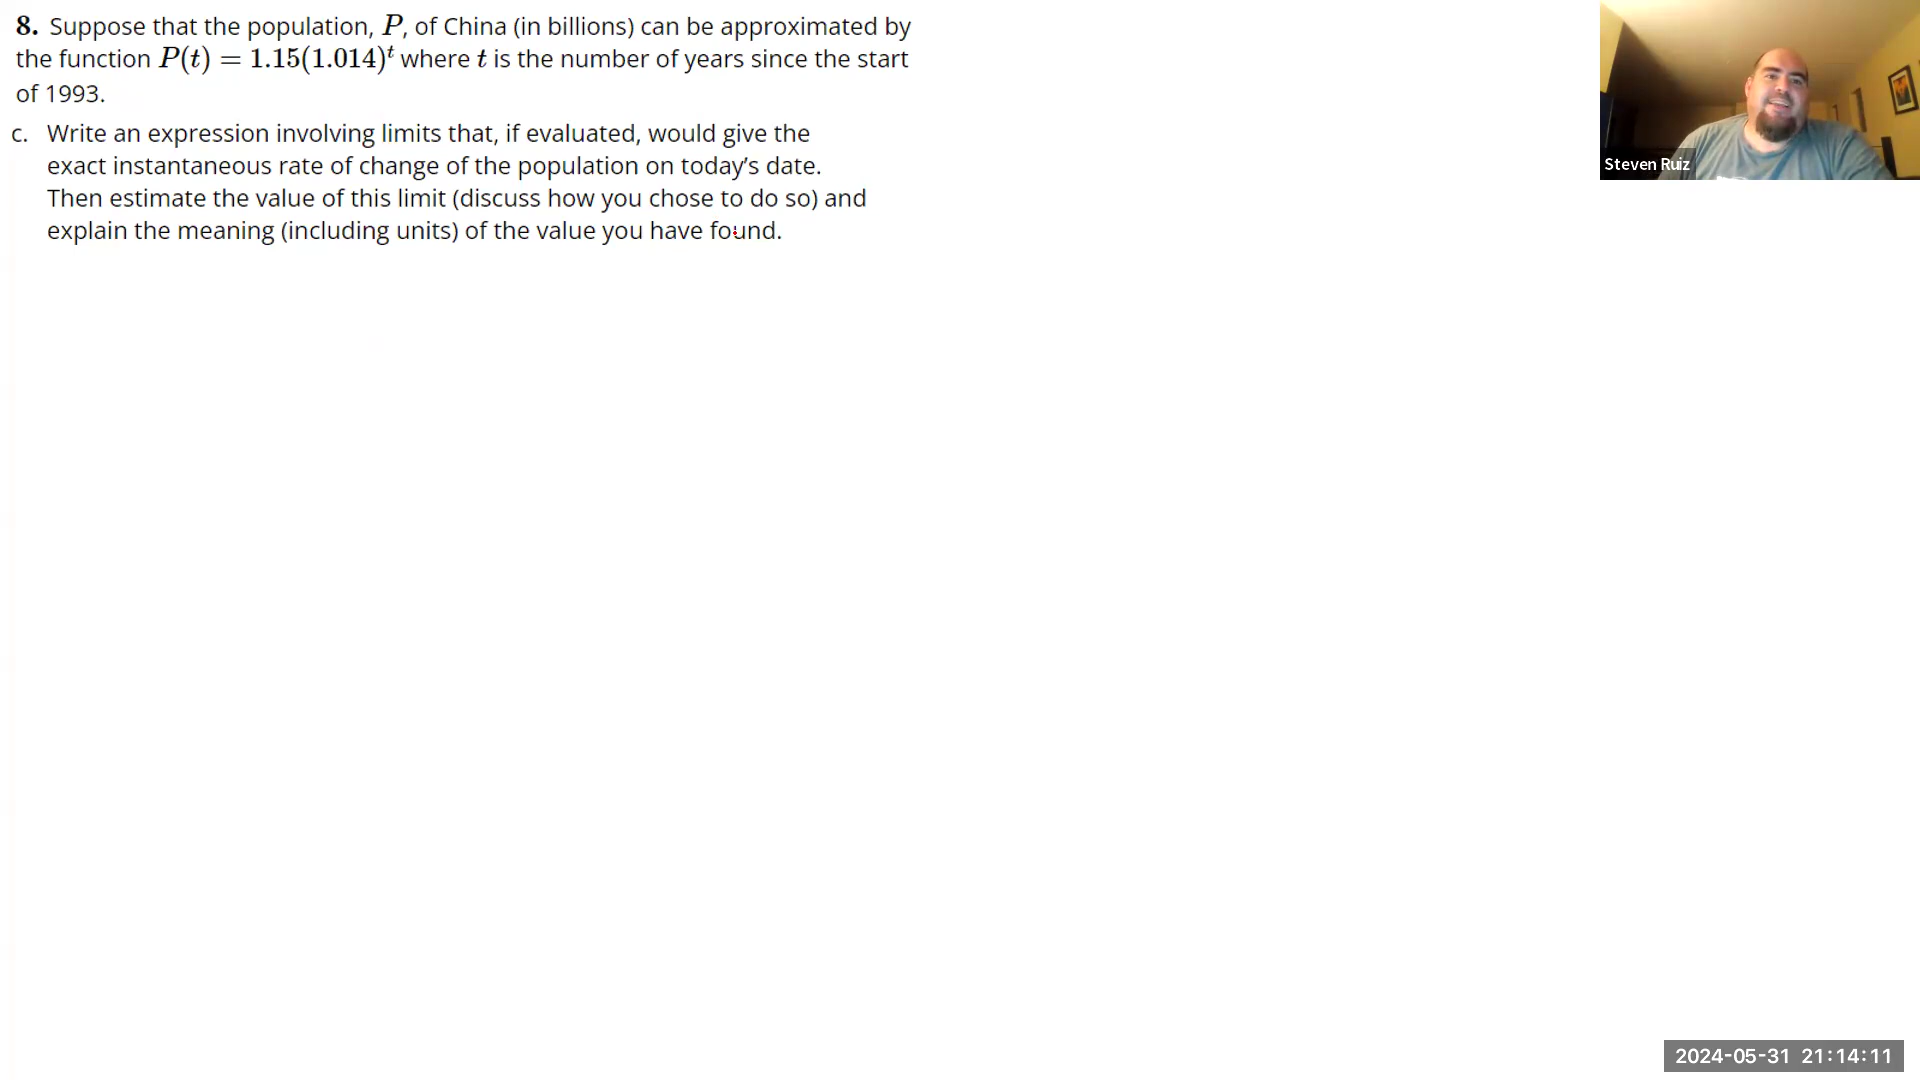 8. Suppose that the population, P, of China (in billions) can be approximated by
the function P(t) = 1.15(1.014)^t where t is the number of years since the start
of 1993.
c. Write an expression involving limits that, if evaluated, would give the
exact instantaneous rate of change of the population on today's date.
Then estimate the value of this limit (discuss how you chose to do so) and
explain the meaning (including units) of the value you have found.
Steven Ruiz
2024-05-31 21:14:11